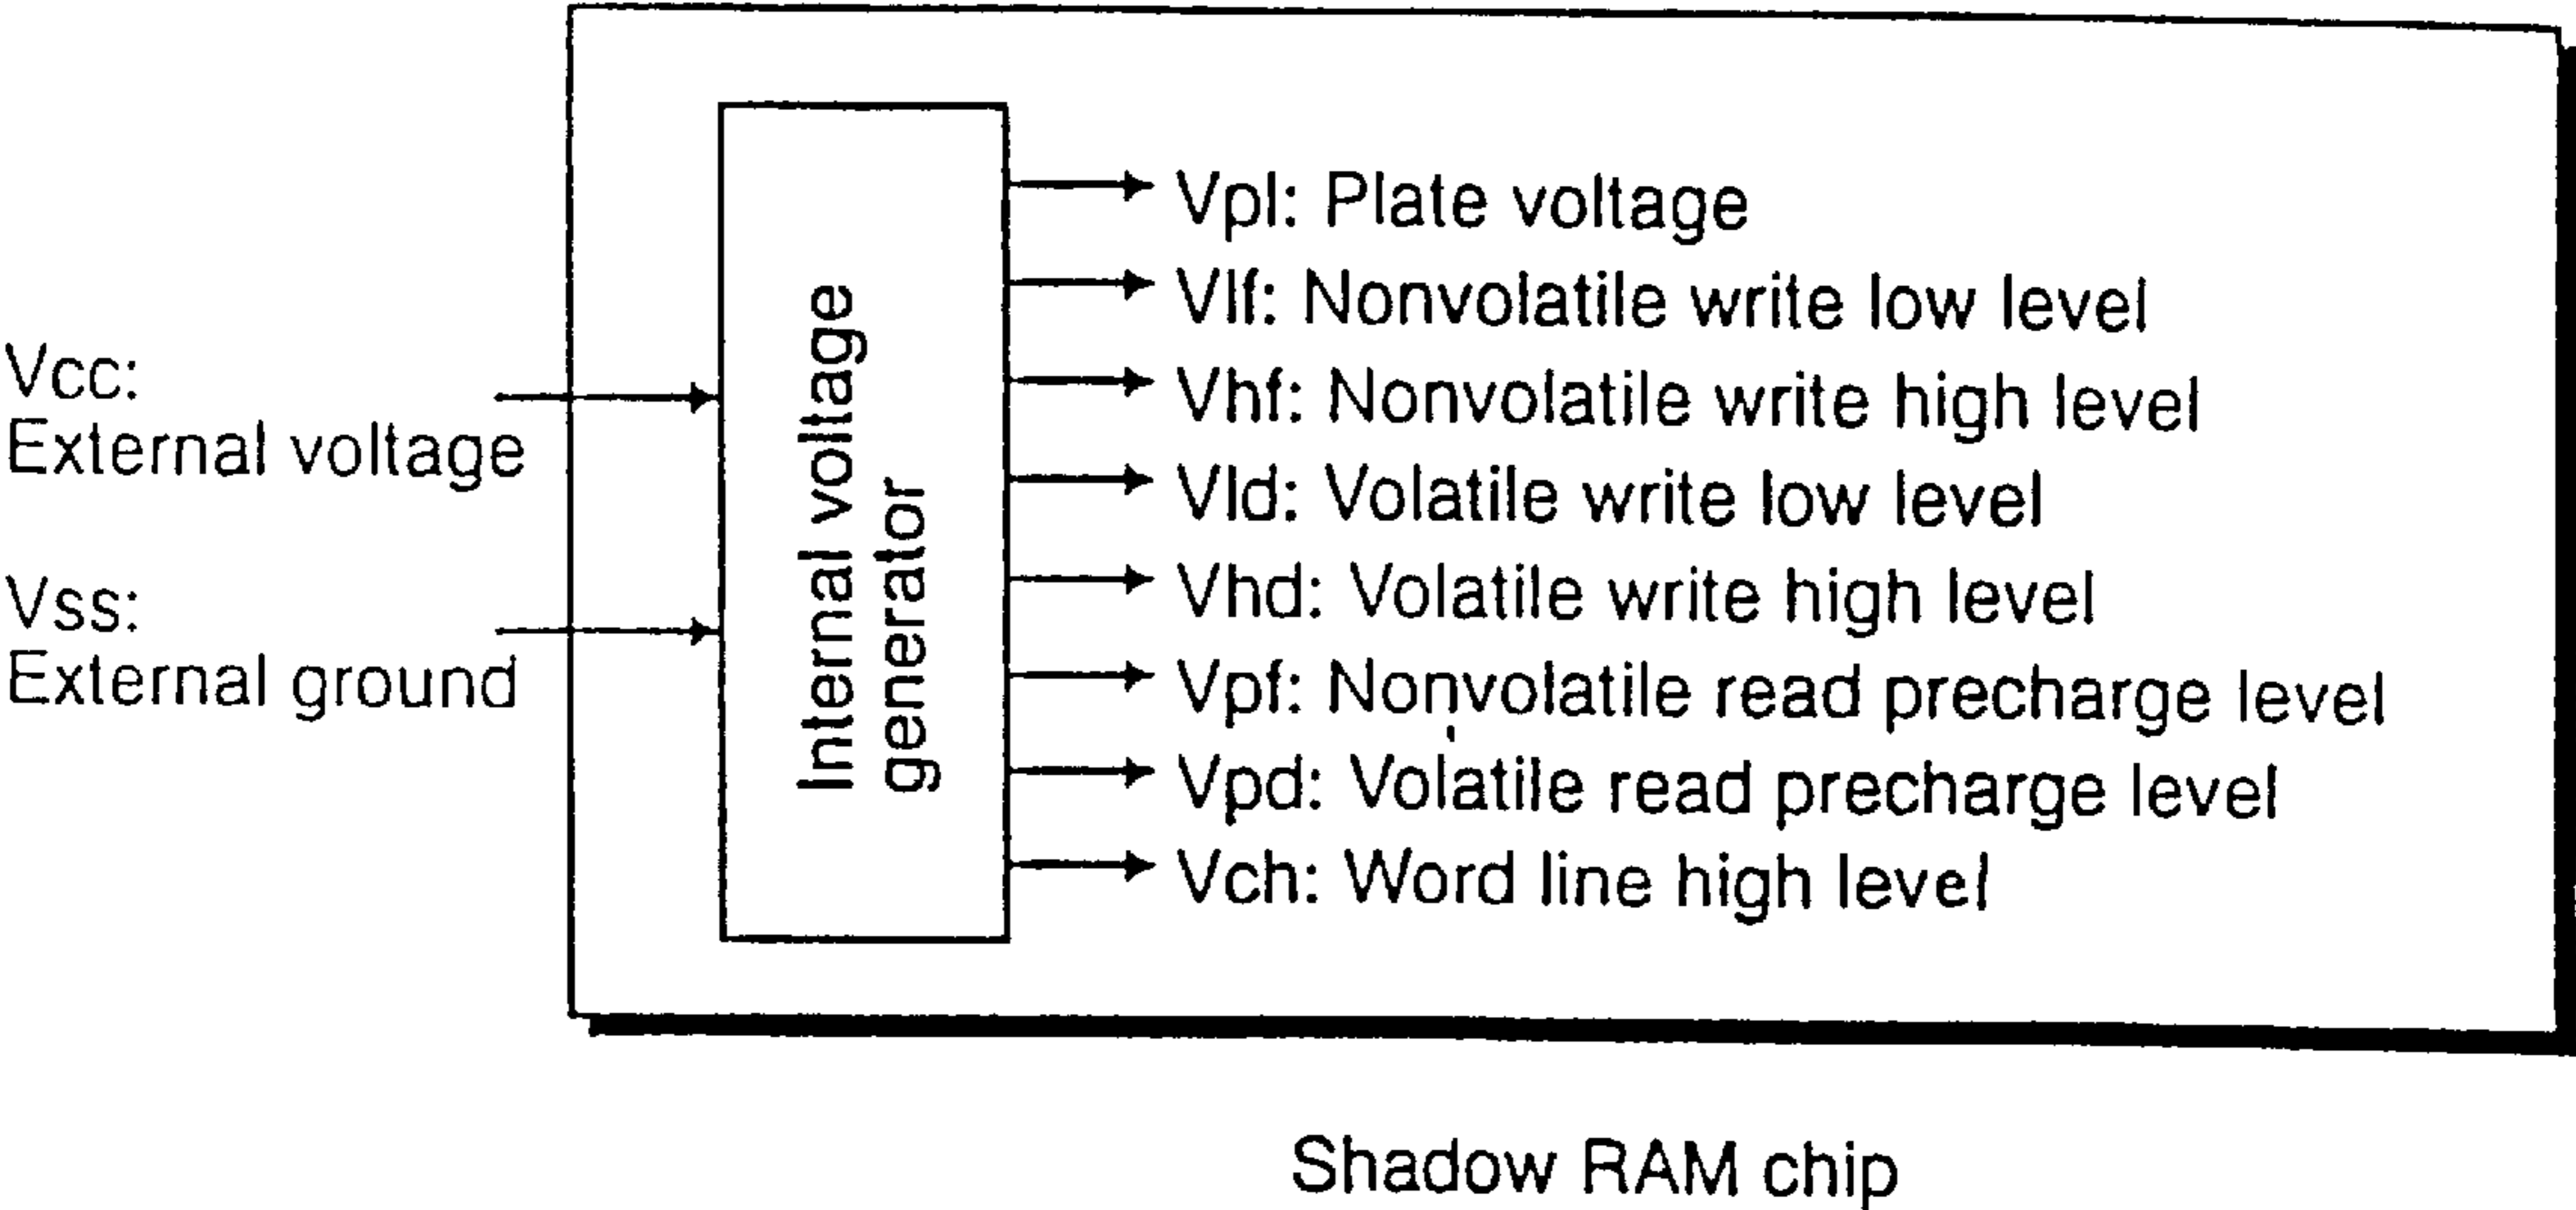 Vcc:
External voltage
Vss:
External ground
Internal voltage
generator
Vpl: Plate voltage
Vlf: Nonvolatile write low level
Vhf: Nonvolatile write high level
Vld: Volatile write low level
Vhd: Volatile write high level
Vpf: Nonvolatile read precharge level
Vpd: Volatile read precharge level
Vch: Word line high level
Shadow RAM chip